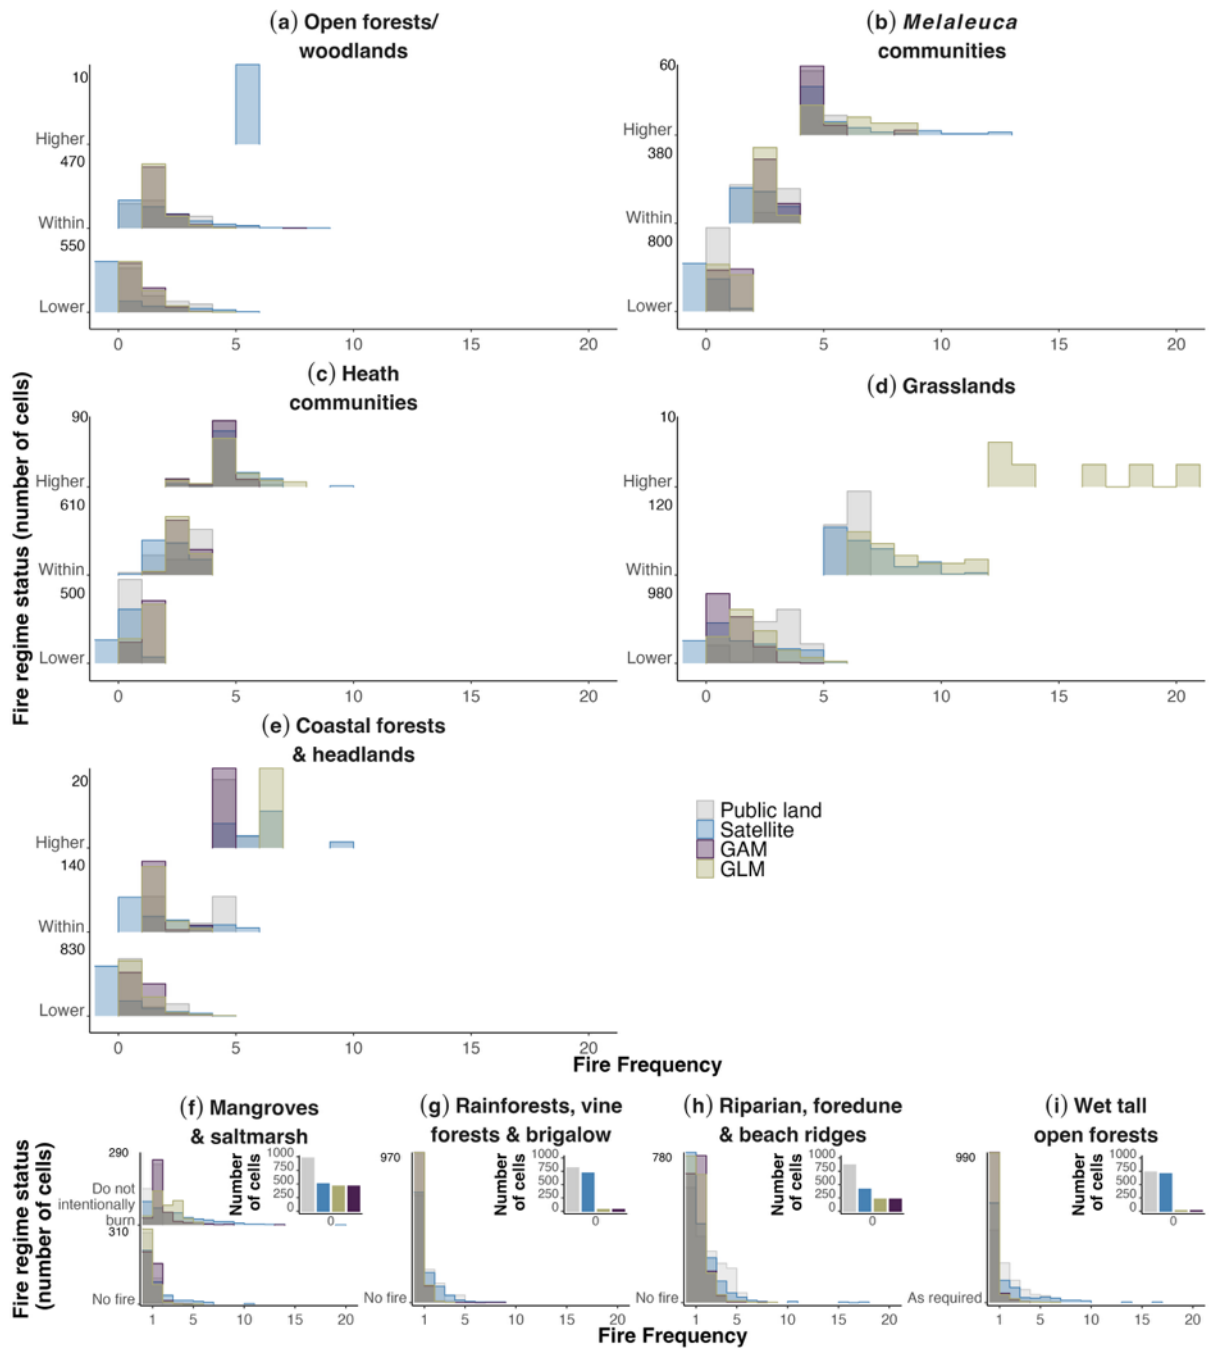 (a) Open forests/
woodlands
(b) Melaleuca
communities
10
Higher
470
Within
550
Lower
0 5 10 15 20
60
Higher
380
Within
800
Lower
0 5 10 15 20
(c) Heath
communities
(d) Grasslands
90
Higher
610
Within
500
Lower
0 5 10 15 20
10
Higher
120
Within
980
Lower
0 5 10 15 20
Fire regime status (number of cells)
(e) Coastal forests
& headlands
20
Higher
140
Within
830
Lower
0 5 10 15 20
Public land
Satellite
GAM
GLM
Fire Frequency
(f) Mangroves
& saltmarsh
(g) Rainforests, vine
forests & brigalow
(h) Riparian, foredune
& beach ridges
(i) Wet tall
open forests
Fire regime status
(number of cells)
290
Do not
intentionally
burn
310
No fire
1 5 10 15 20
Number
of cells
1000
750
500
250
0
0
970
No fire
1 5 10 15 20
Number
of cells
1000
750
500
250
0
0
780
No fire
1 5 10 15 20
Number
of cells
1000
750
500
250
0
0
990
As required
1 5 10 15 20
Number
of cells
1000
750
500
250
0
0
Fire Frequency